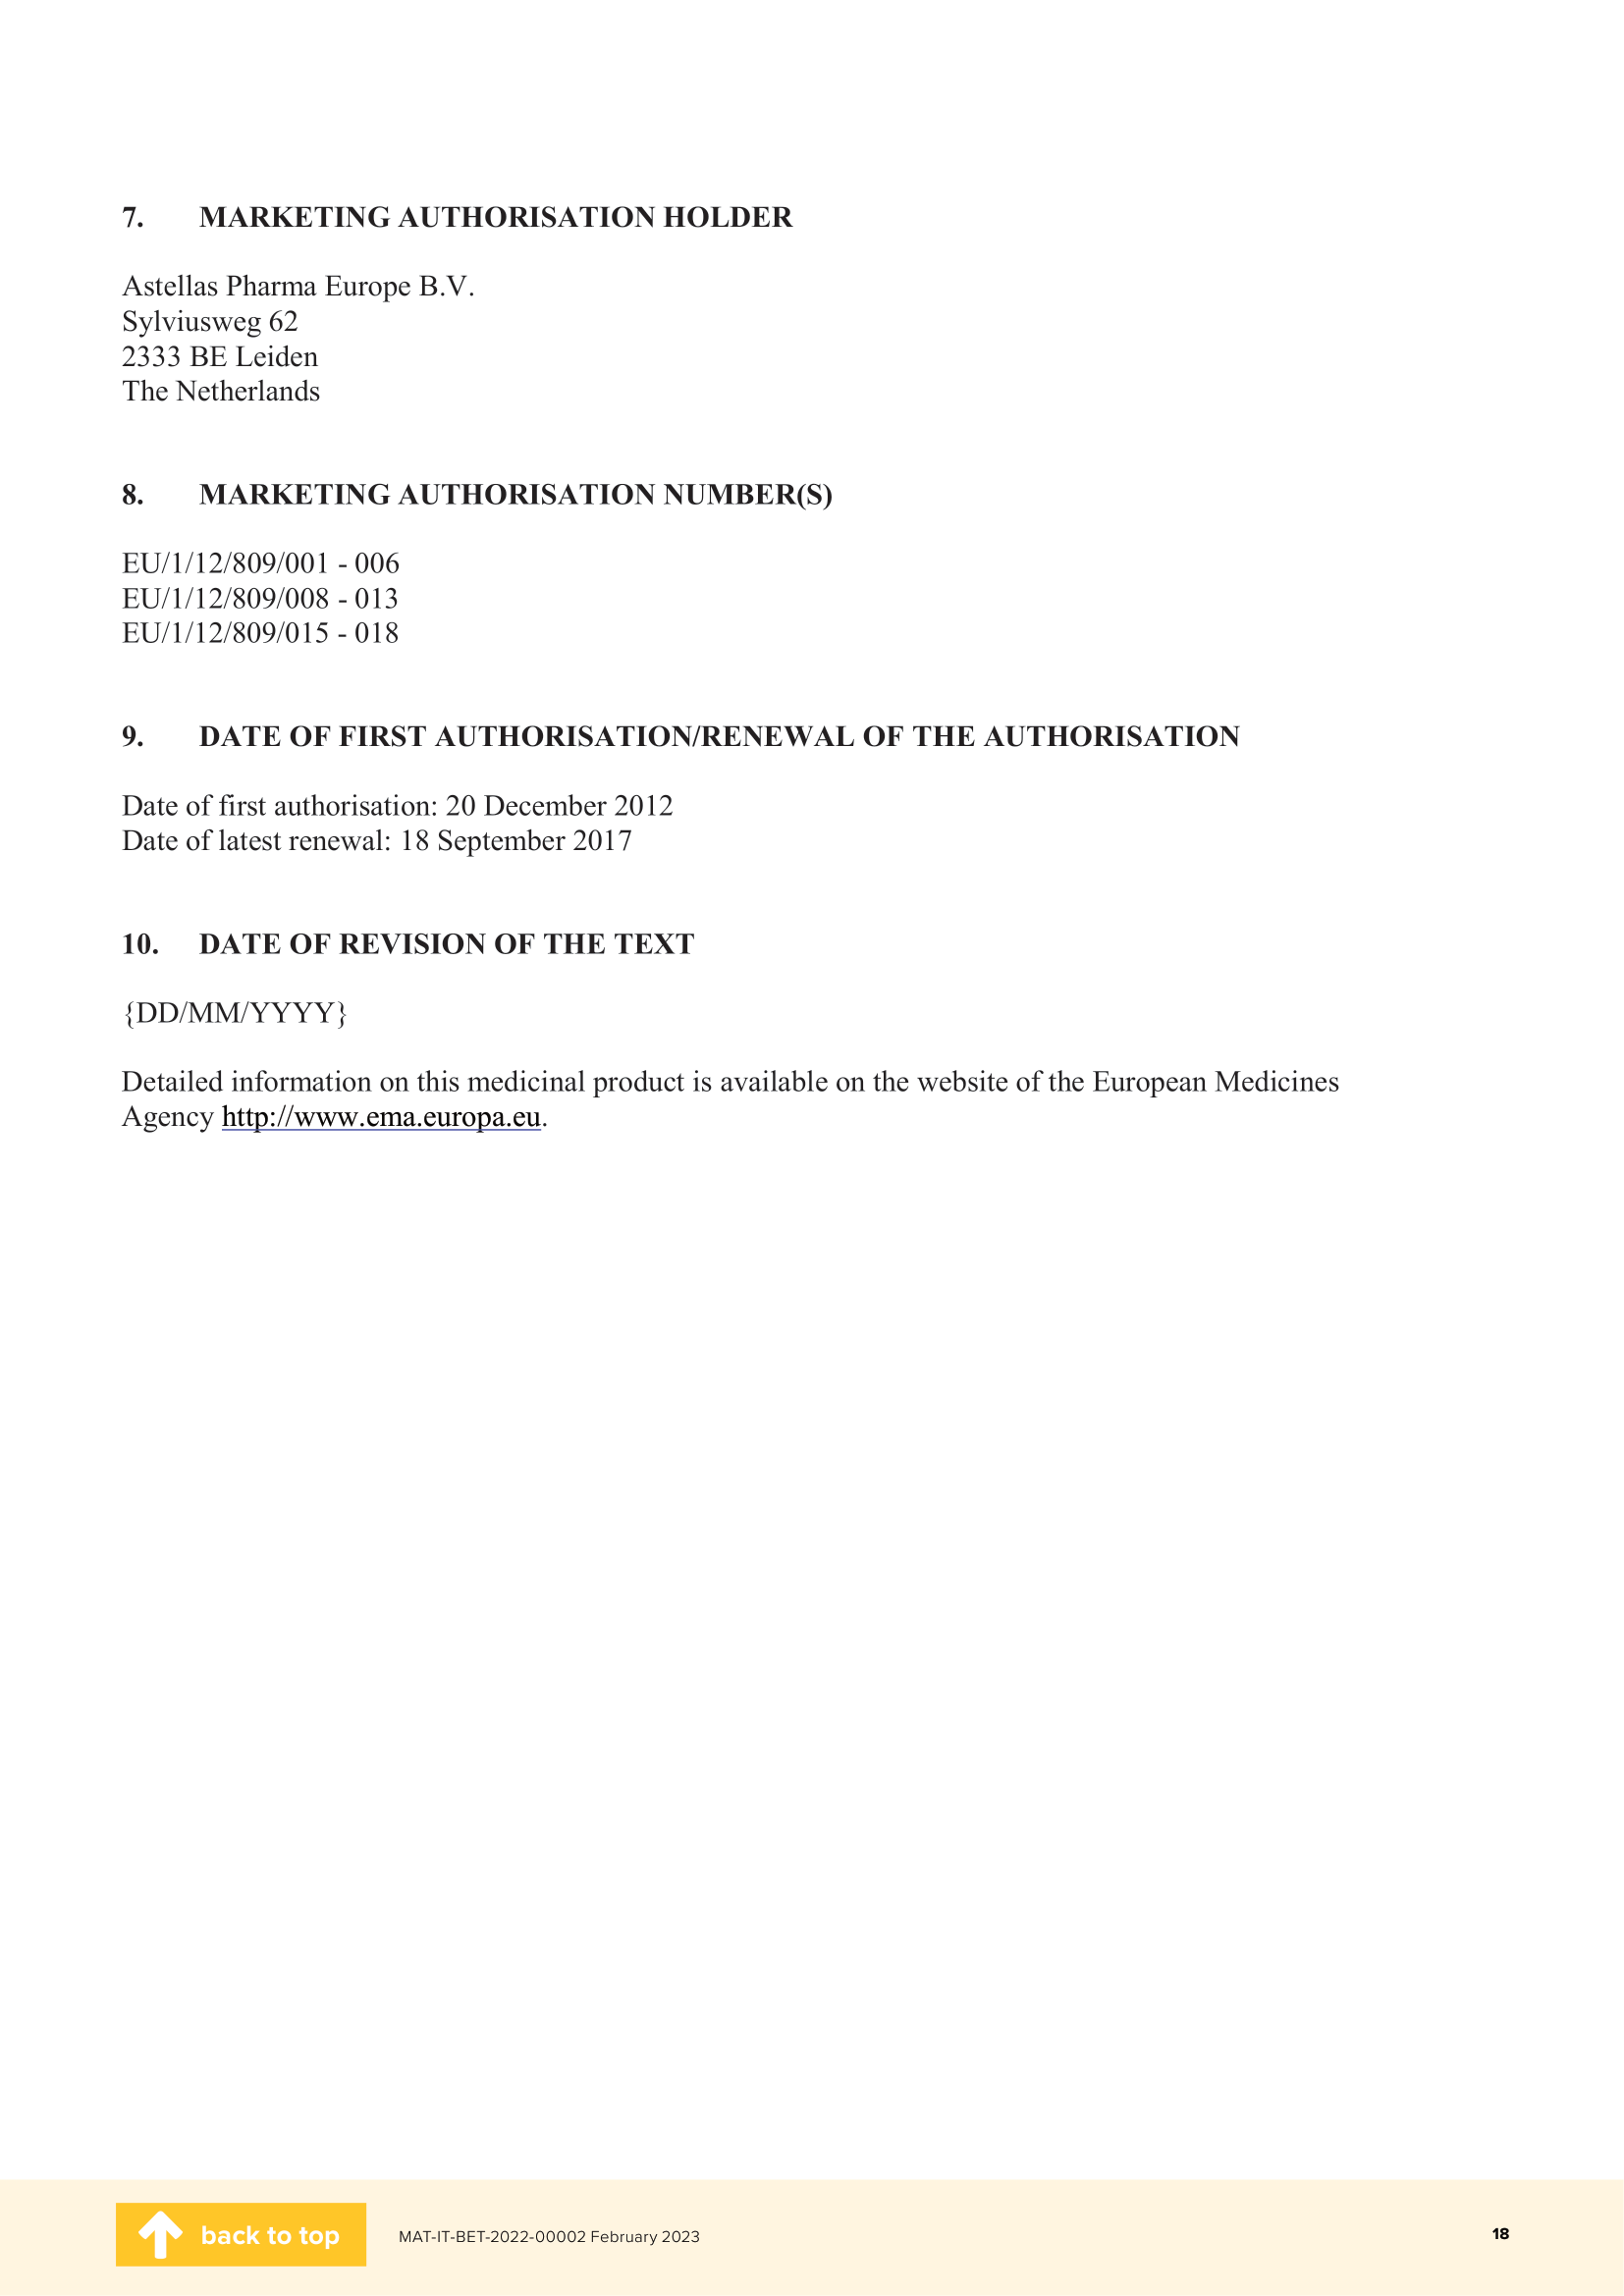 7. MARKETING AUTHORISATION HOLDER
Astellas Pharma Europe B.V.
Sylviusweg 62
2333 BE Leiden
The Netherlands
8. MARKETING AUTHORISATION NUMBER(S)
EU/1/12/809/001 - 006
EU/1/12/809/008 - 013
EU/1/12/809/015 - 018
9. DATE OF FIRST AUTHORISATION/RENEWAL OF THE AUTHORISATION
Date of first authorisation: 20 December 2012
Date of latest renewal: 18 September 2017
10. DATE OF REVISION OF THE TEXT
{DD/MM/YYYY}
Detailed information on this medicinal product is available on the website of the European Medicines
Agency http://www.ema.europa.eu.
back to top
MAT-IT-BET-2022-00002 February 2023
18